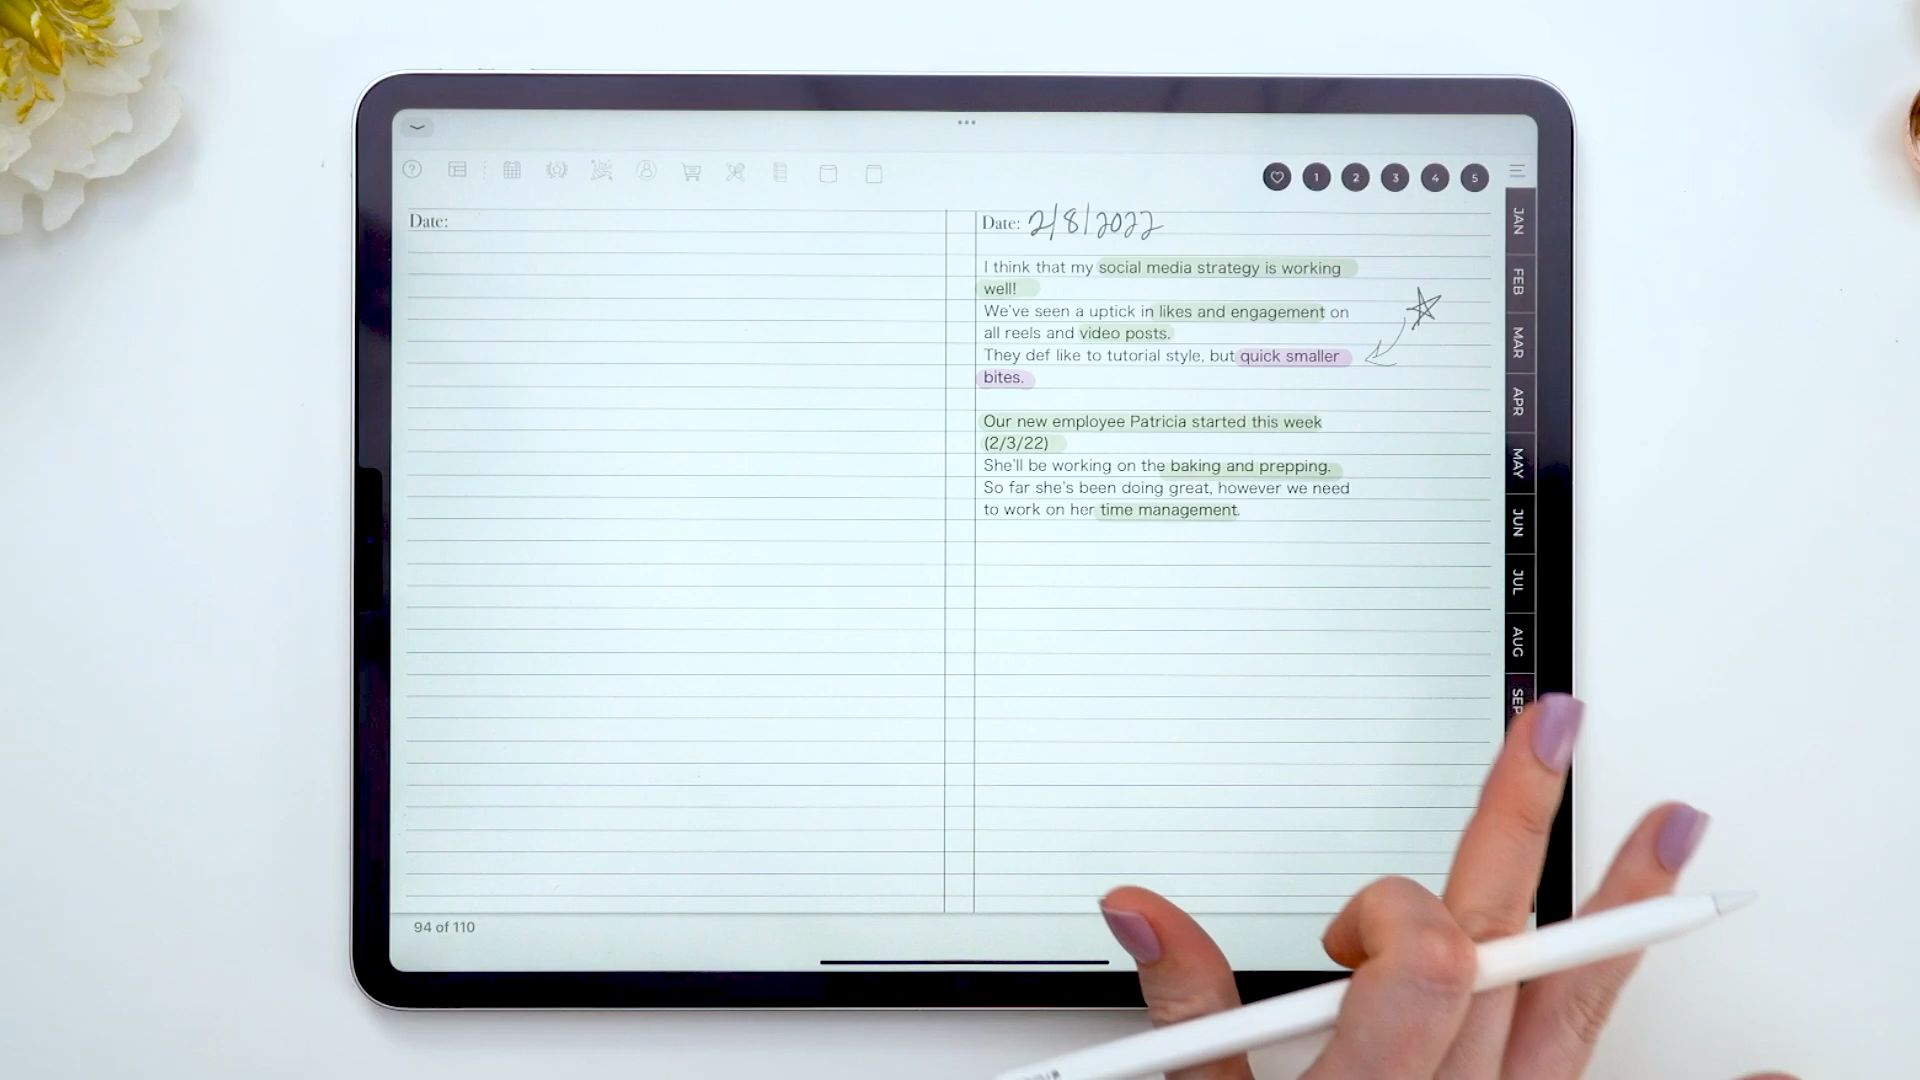 1
2
3
4
5
Date:
Date: 2/8/2022
I think that my social media strategy is working
well!
We've seen a uptick in likes and engagement on
all reels and video posts.
They def like to tutorial style, but quick smaller
bites.
Our new employee Patricia started this week
(2/3/22)
She'll be working on the baking and prepping.
So far she's been doing great, however we need
to work on her time management.
JAN
FEB
MAR
APR
MAY
JUN
JUL
AUG
SEP
94 of 110